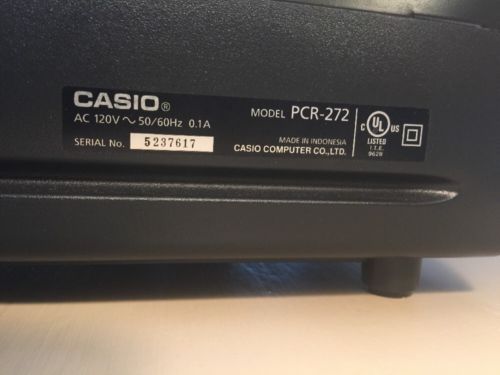 CASIO®
AC 120V ~ 50/60Hz 0.1A
SERIAL No. 5237617
MODEL PCR-272
MADE IN INDONESIA
CASIO COMPUTER CO.,LTD.
C UL US
LISTED
I.T.E.
962B